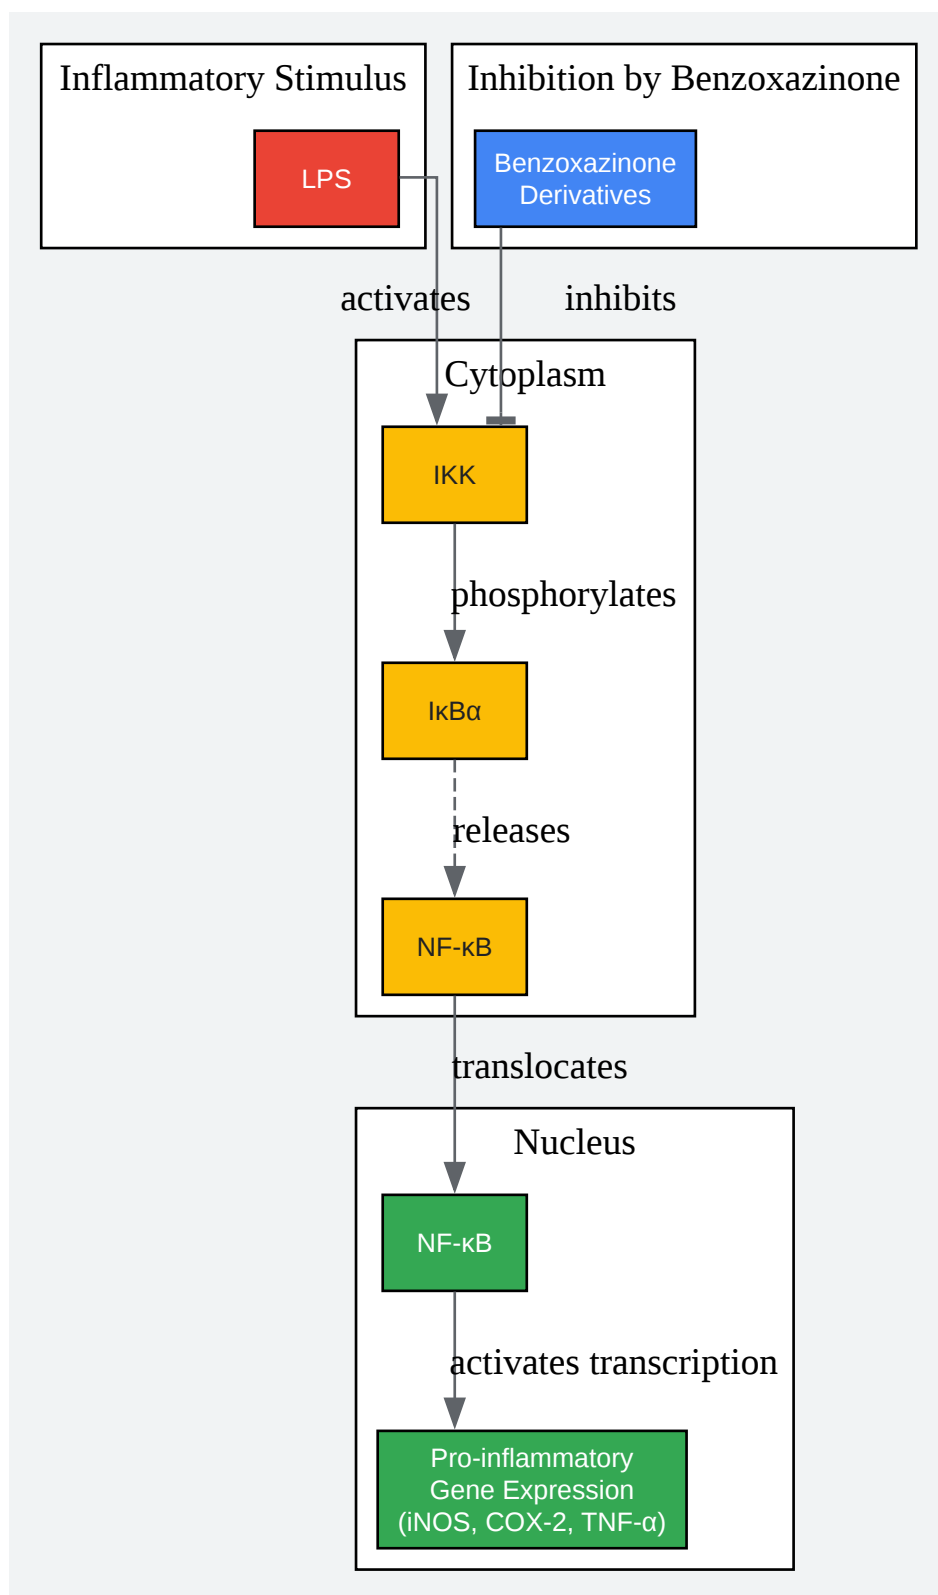 Inflammatory Stimulus
LPS
Inhibition by Benzoxazinone
Benzoxazinone
Derivatives
activates
inhibits
Cytoplasm
IKK
phosphorylates
IκBα
releases
NF-κB
translocates
Nucleus
NF-κB
activates transcription
Pro-inflammatory
Gene Expression
(iNOS, COX-2, TNF-α)